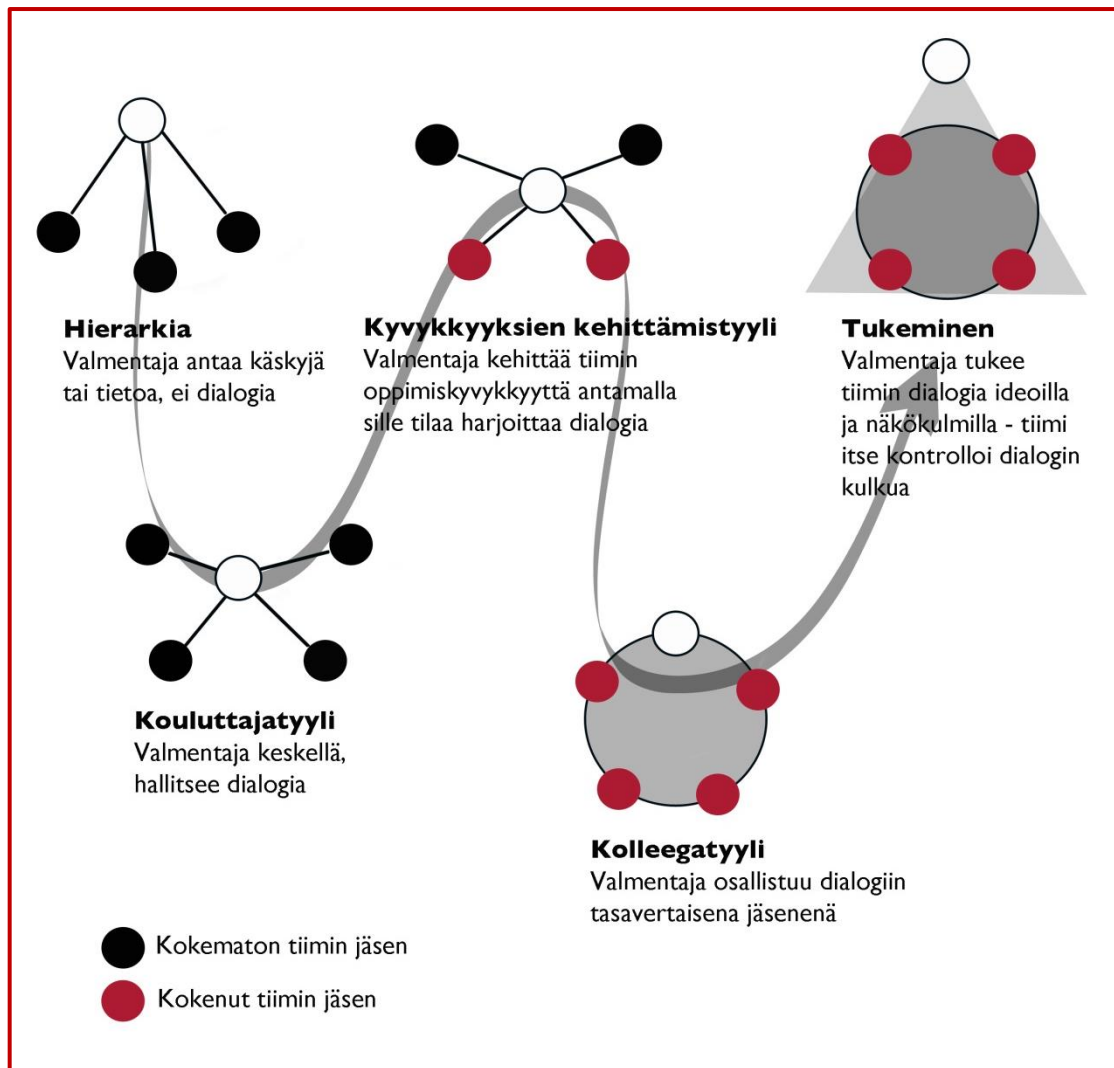 Hierarkia
Valmentaja antaa käskyjä
tai tietoa, ei dialogia
Kyvykkyyksien kehittämistyyli
Valmentaja kehittää tiimin
oppimiskyvykkyyttä antamalla
sille tilaa harjoittaa dialogia
Tukeminen
Valmentaja tukee
tiimin dialogia ideoilla
ja näkökulmilla - tiimi
itse kontrolloi dialogin
kulkua
Kouluttajatyyli
Valmentaja keskellä,
hallitsee dialogia
Kolleegatyyli
Valmentaja osallistuu dialogiin
tasavertaisena jäsenenä
Kokematon tiimin jäsen
Kokenut tiimin jäsen